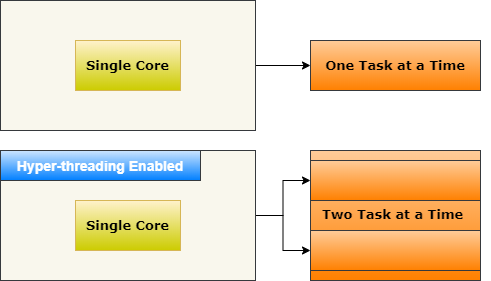 Single Core
One Task at a Time
Hyper-threading Enabled
Single Core
Two Task at a Time